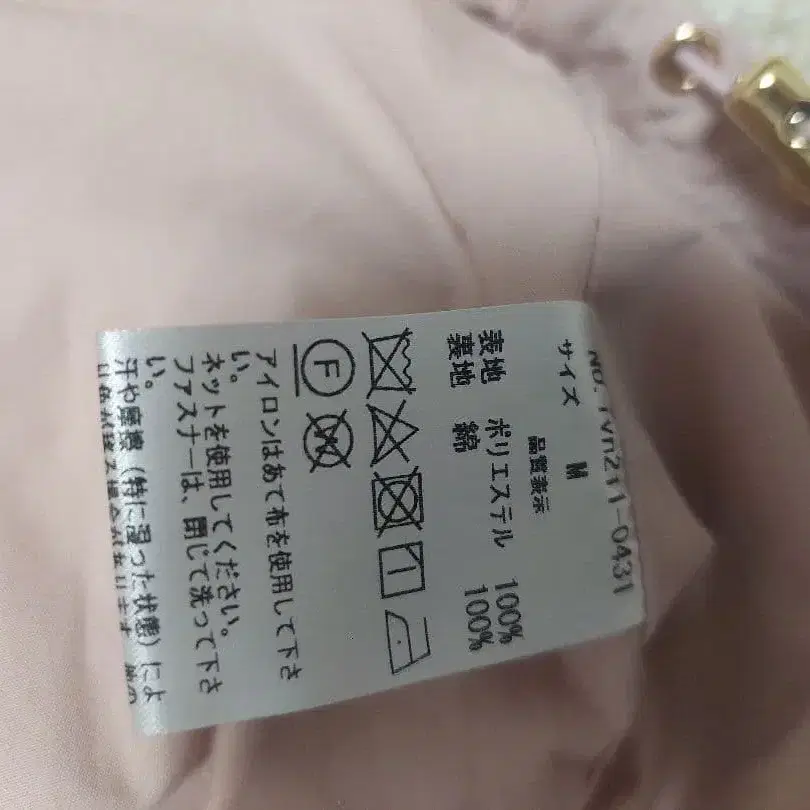 No. rvn211-0431
サイズ M
品質表示
表地 ポリエステル 100%
裏地 綿 100%
F
W
アイロンはあて布を使用して下さ
い。
ネットを使用してください。
ファスナーは、閉じて洗って下さ
い。
汗や摩擦（特に湿った状態）によ